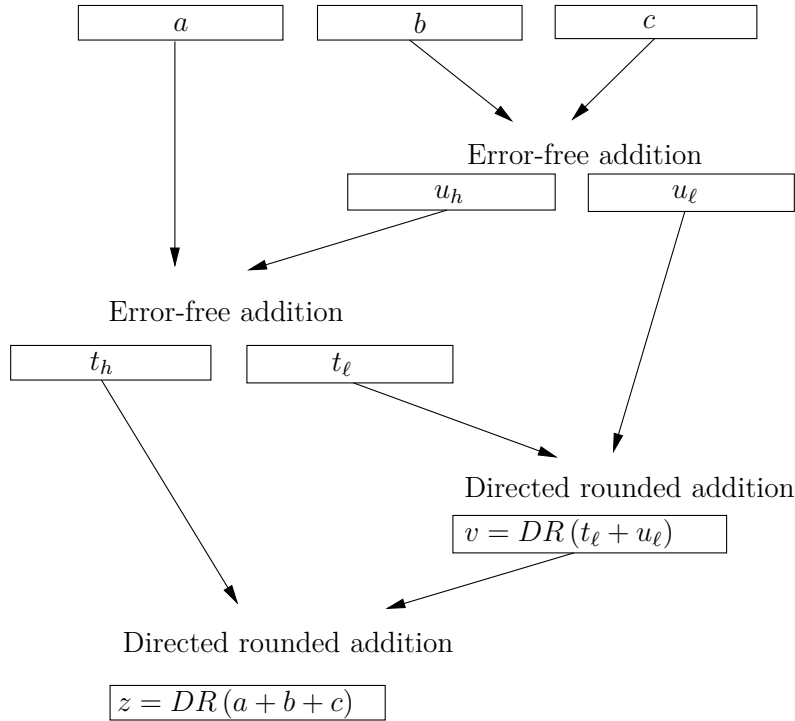 a b c
Error-free addition
u_h u_ℓ
Error-free addition
t_h t_ℓ
Directed rounded addition
v = DR (t_ℓ + u_ℓ)
Directed rounded addition
z = DR (a + b + c)